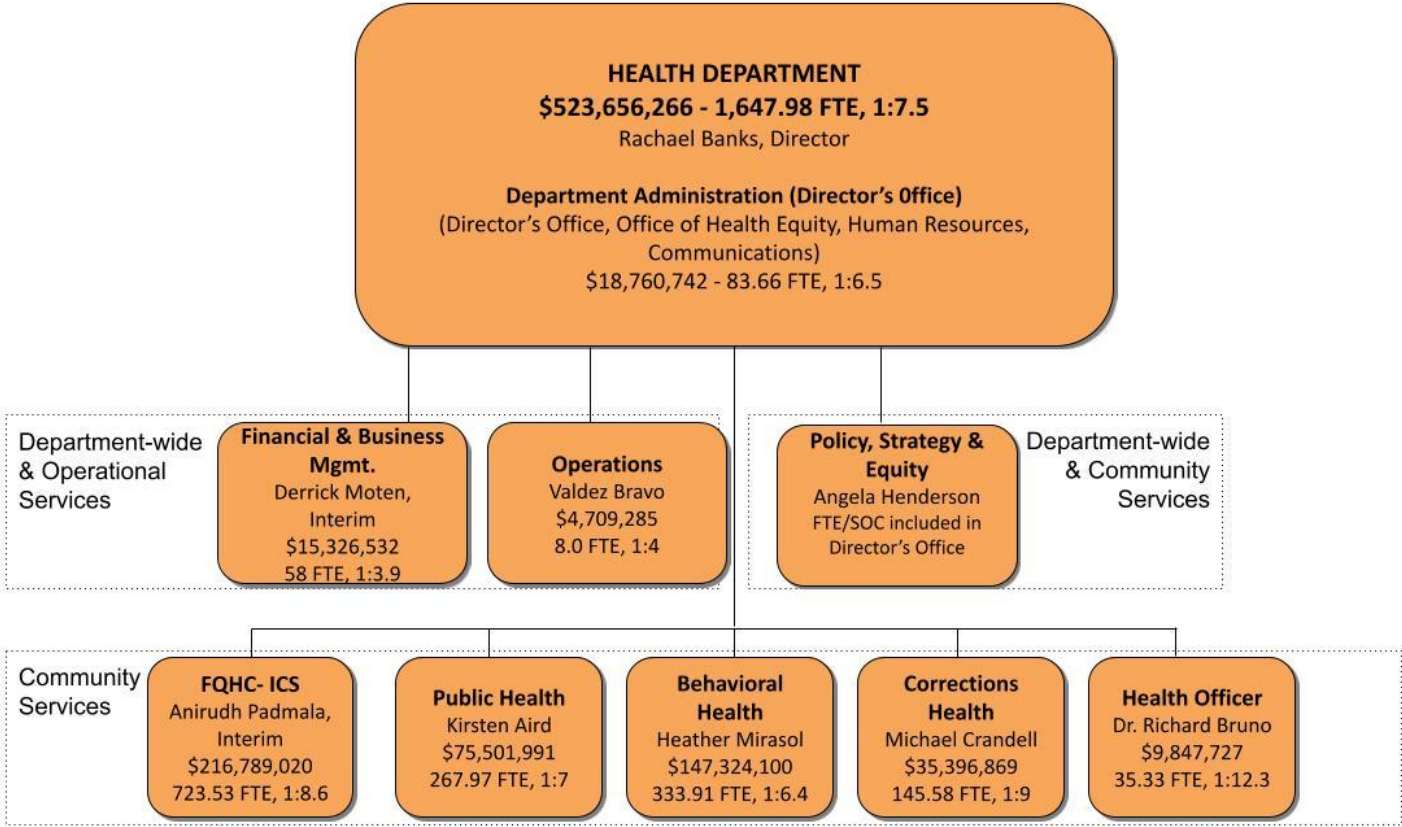 HEALTH DEPARTMENT
$523,656,266 - 1,647.98 FTE, 1:7.5
Rachael Banks, Director
Department Administration (Director's 0ffice)
(Director's Office, Office of Health Equity, Human Resources,
Communications)
$18,760,742 - 83.66 FTE, 1:6.5
Department-wide
& Operational
Services
Financial & Business
Mgmt.
Derrick Moten,
Interim
$15,326,532
58 FTE, 1:3.9
Operations
Valdez Bravo
$4,709,285
8.0 FTE, 1:4
Policy, Strategy &
Equity
Angela Henderson
FTE/SOC included in
Director's Office
Department-wide
& Community
Services
Community
Services
FQHC- ICS
Anirudh Padmala,
Interim
$216,789,020
723.53 FTE, 1:8.6
Public Health
Kirsten Aird
$75,501,991
267.97 FTE, 1:7
Behavioral
Health
Heather Mirasol
$147,324,100
333.91 FTE, 1:6.4
Corrections
Health
Michael Crandell
$35,396,869
145.58 FTE, 1:9
Health Officer
Dr. Richard Bruno
$9,847,727
35.33 FTE, 1:12.3